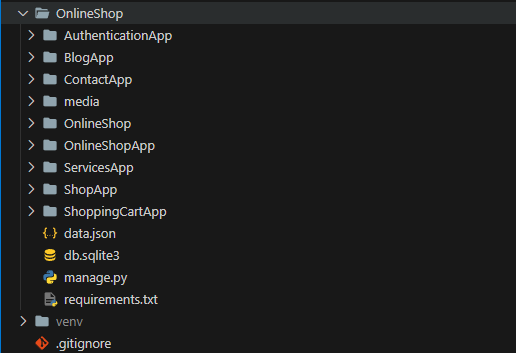 OnlineShop
AuthenticationApp
BlogApp
ContactApp
media
OnlineShop
OnlineShopApp
ServicesApp
ShopApp
ShoppingCartApp
data.json
db.sqlite3
manage.py
requirements.txt
venv
.gitignore